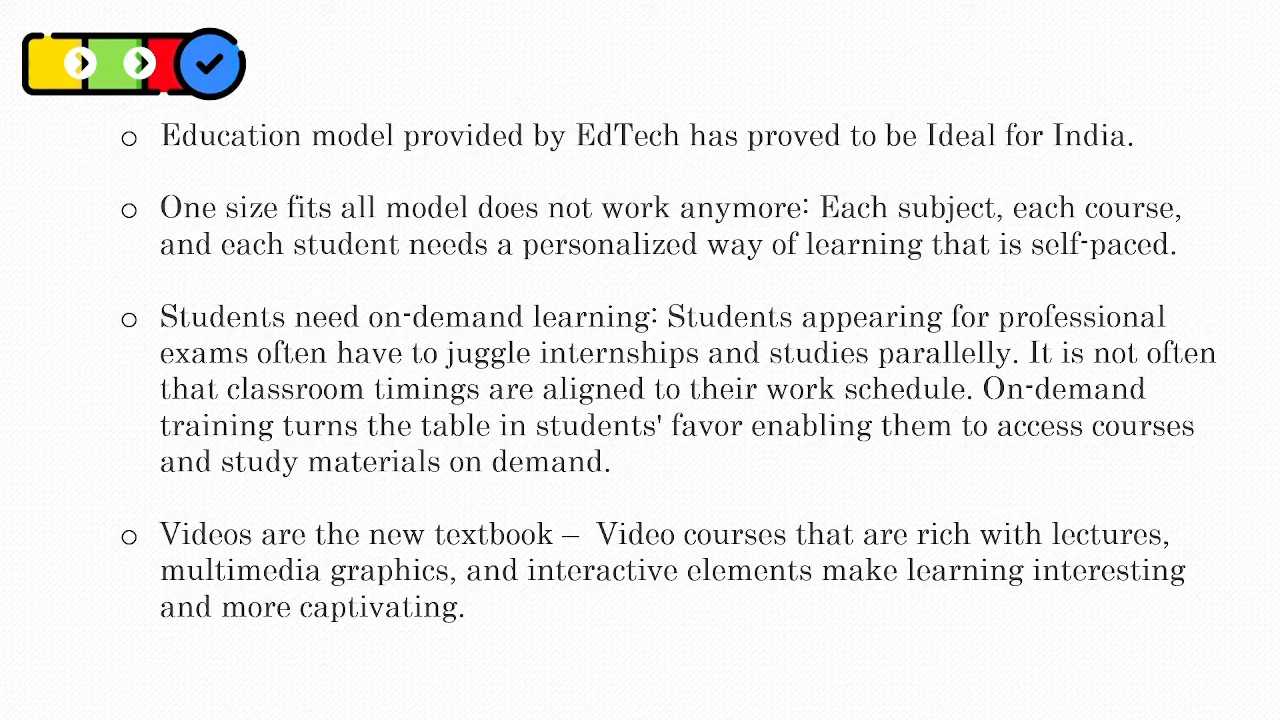 o Education model provided by EdTech has proved to be Ideal for India.
o One size fits all model does not work anymore: Each subject, each course,
and each student needs a personalized way of learning that is self-paced.
o Students need on-demand learning: Students appearing for professional
exams often have to juggle internships and studies parallelly. It is not often
that classroom timings are aligned to their work schedule. On-demand
training turns the table in students' favor enabling them to access courses
and study materials on demand.
o Videos are the new textbook – Video courses that are rich with lectures,
multimedia graphics, and interactive elements make learning interesting
and more captivating.